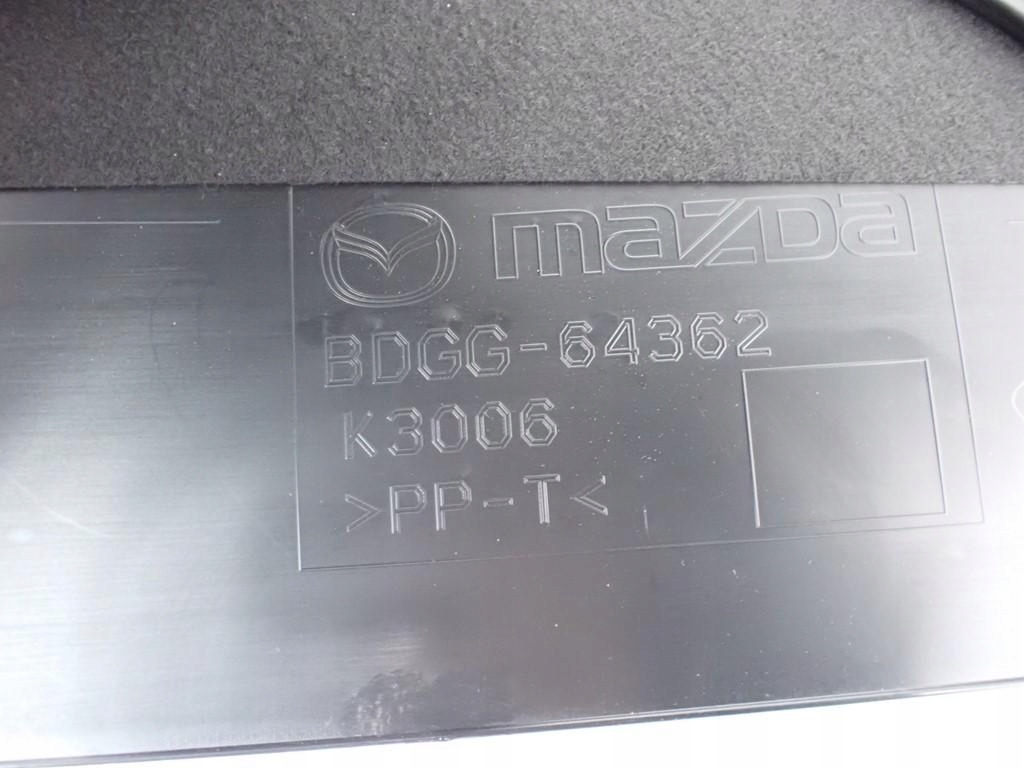 mazda
BDGG-64362
K3006
>PP-T<